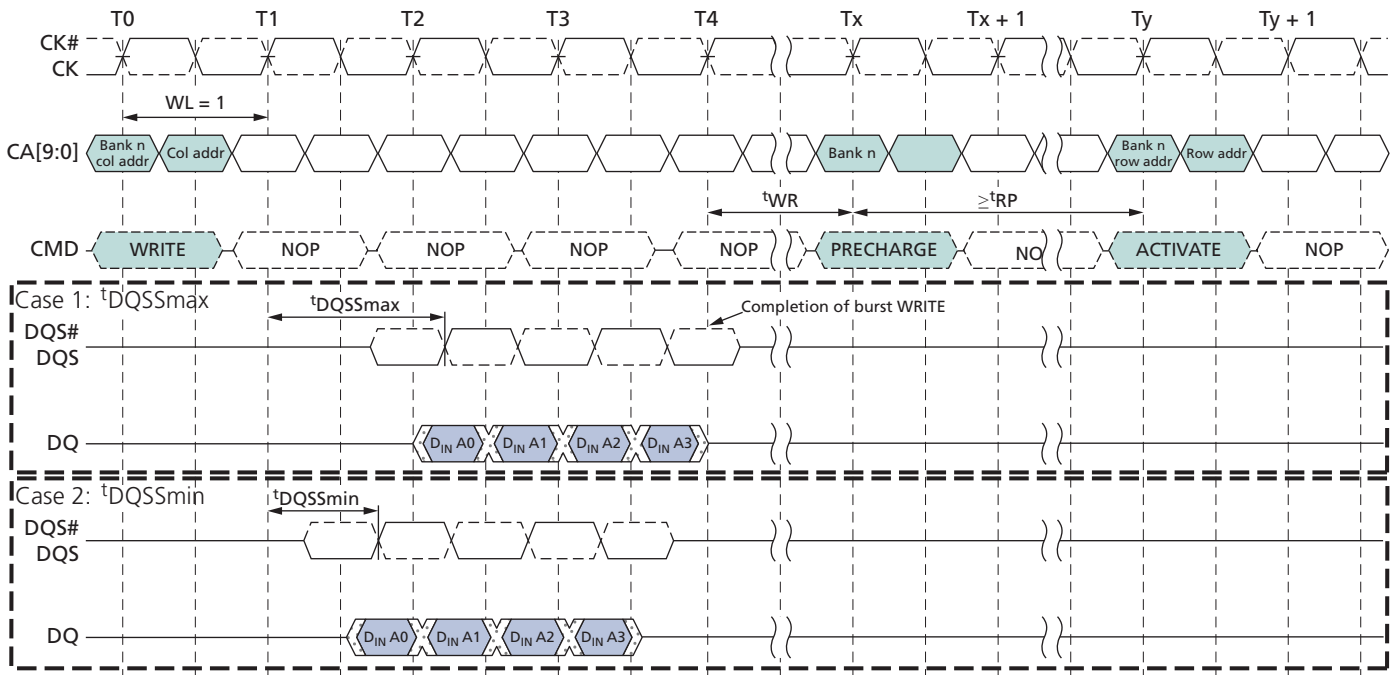 T0 T1 T2 T3 T4 Tx Tx + 1 Ty Ty + 1
CK#
CK
WL = 1
CA[9:0]
Bank n
col addr
Col addr
Bank n
Bank n
row addr
Row addr
tWR
≥tRP
CMD WRITE NOP NOP NOP NOP PRECHARGE NO ACTIVATE NOP
Case 1: tDQSSmax
tDQSSmax
Completion of burst WRITE
DQS#
DQS
DQ DIN A0 DIN A1 DIN A2 DIN A3
Case 2: tDQSSmin
tDQSSmin
DQS#
DQS
DQ DIN A0 DIN A1 DIN A2 DIN A3